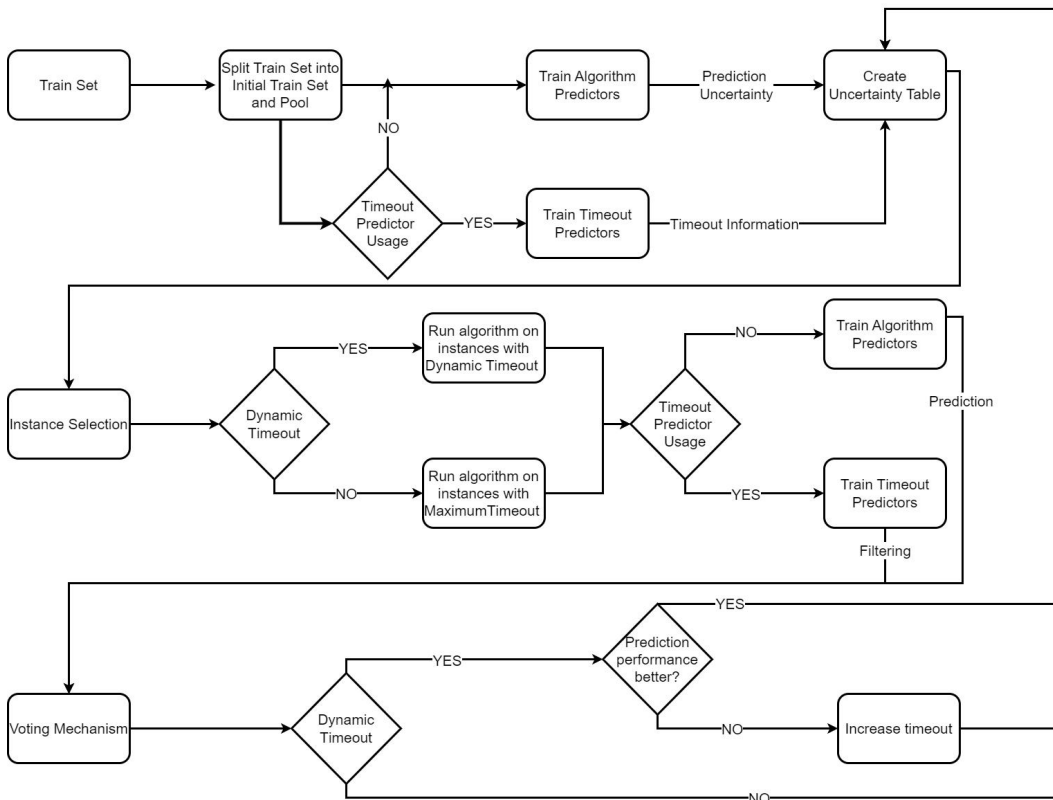 Train Set
Split Train Set into
Initial Train Set
and Pool
Train Algorithm
Predictors
Prediction
Uncertainty
Create
Uncertainty Table
NO
Timeout
Predictor
Usage
YES
Train Timeout
Predictors
Timeout Information
Instance Selection
Dynamic
Timeout
YES
Run algorithm on
instances with
Dynamic Timeout
NO
Run algorithm on
instances with
MaximumTimeout
Timeout
Predictor
Usage
NO
Train Algorithm
Predictors
Prediction
YES
Train Timeout
Predictors
Filtering
Voting Mechanism
Dynamic
Timeout
YES
Prediction
performance
better?
YES
NO
Increase timeout
NO